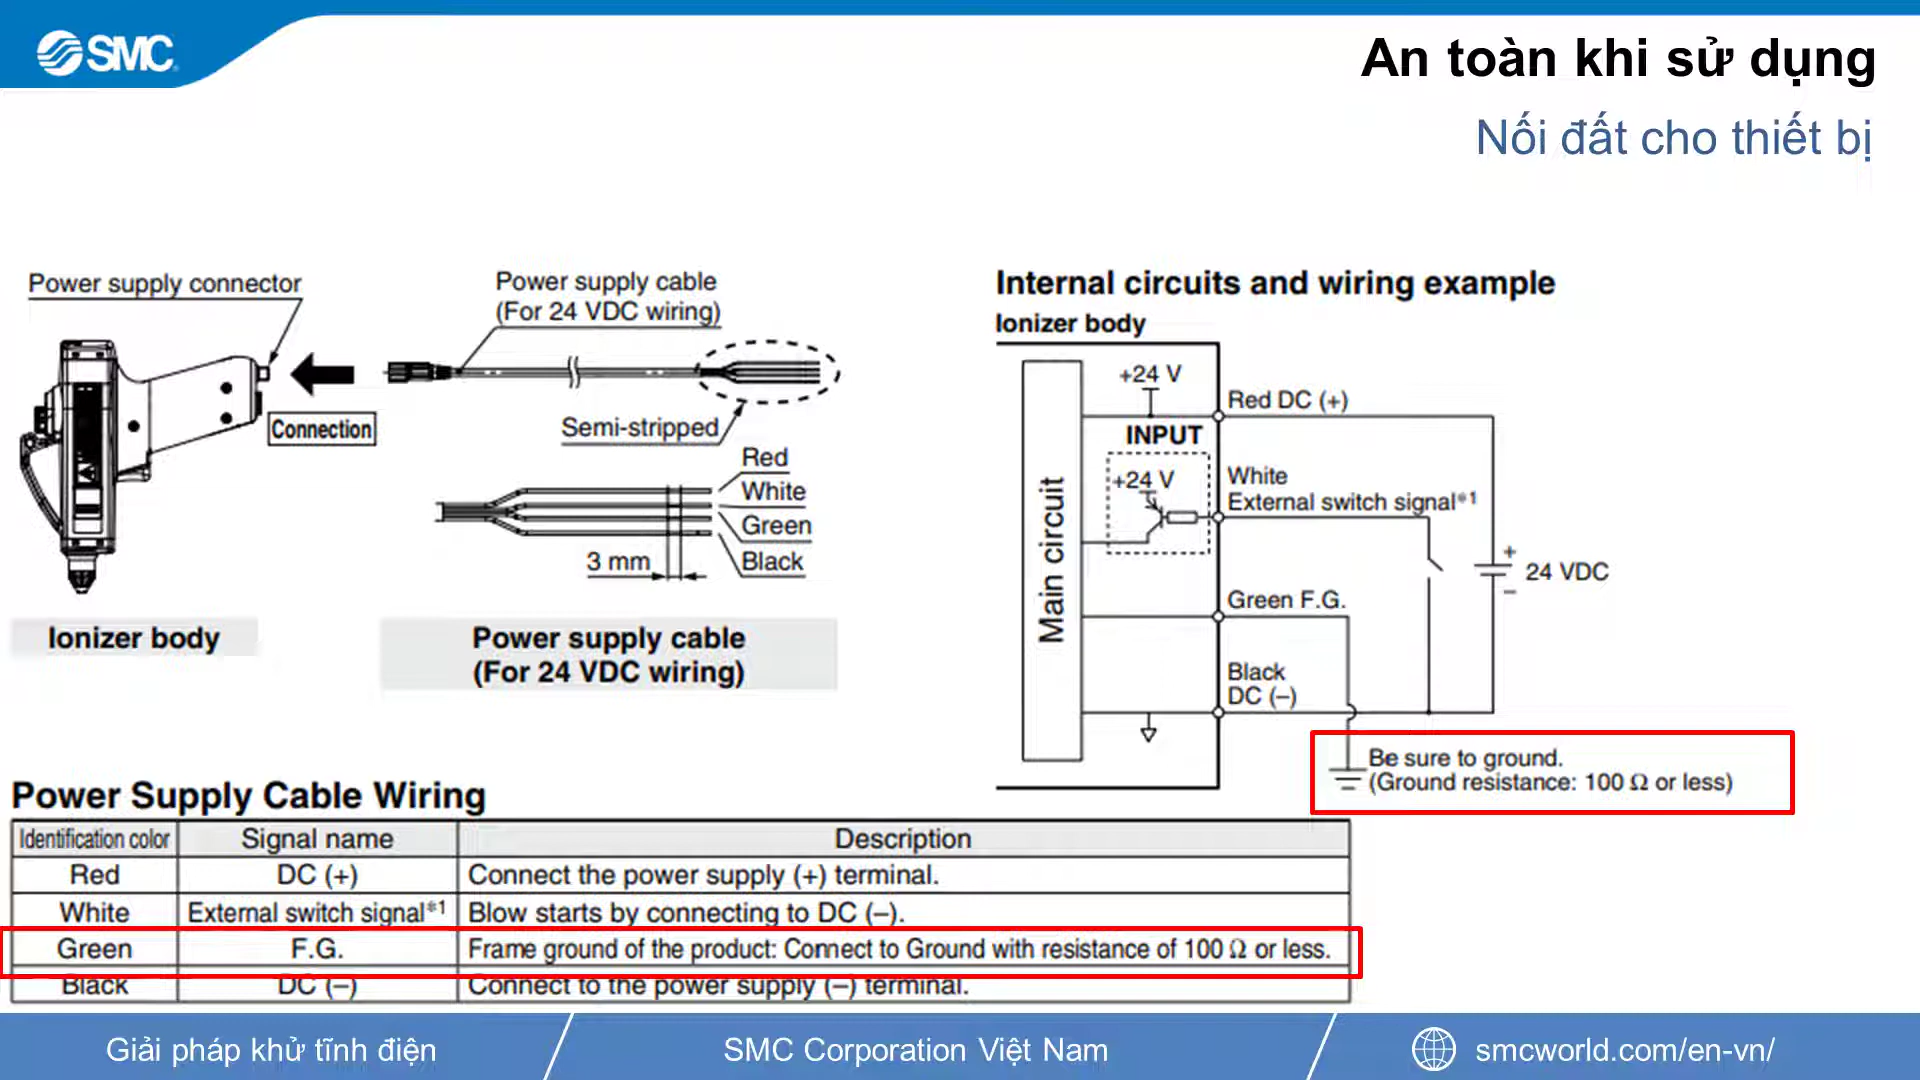 SMC
An toàn khi sử dụng
Nối đất cho thiết bị
Power supply connector
Power supply cable
(For 24 VDC wiring)
Connection
Semi-stripped
Red
White
Green
Black
3 mm
Ionizer body
Power supply cable
(For 24 VDC wiring)
Internal circuits and wiring example
Ionizer body
+24 V
Red DC (+)
INPUT
+24 V
White
External switch signal*1
Main circuit
+
24 VDC
–
Green F.G.
Black
DC (–)
Be sure to ground.
(Ground resistance: 100 Ω or less)
Power Supply Cable Wiring
Identification color Signal name Description
Red DC (+) Connect the power supply (+) terminal.
White External switch signal*1 Blow starts by connecting to DC (–).
Green F.G. Frame ground of the product: Connect to Ground with resistance of 100 Ω or less.
Black DC (–) Connect to the power supply (–) terminal.
Giải pháp khử tĩnh điện SMC Corporation Việt Nam smcworld.com/en-vn/